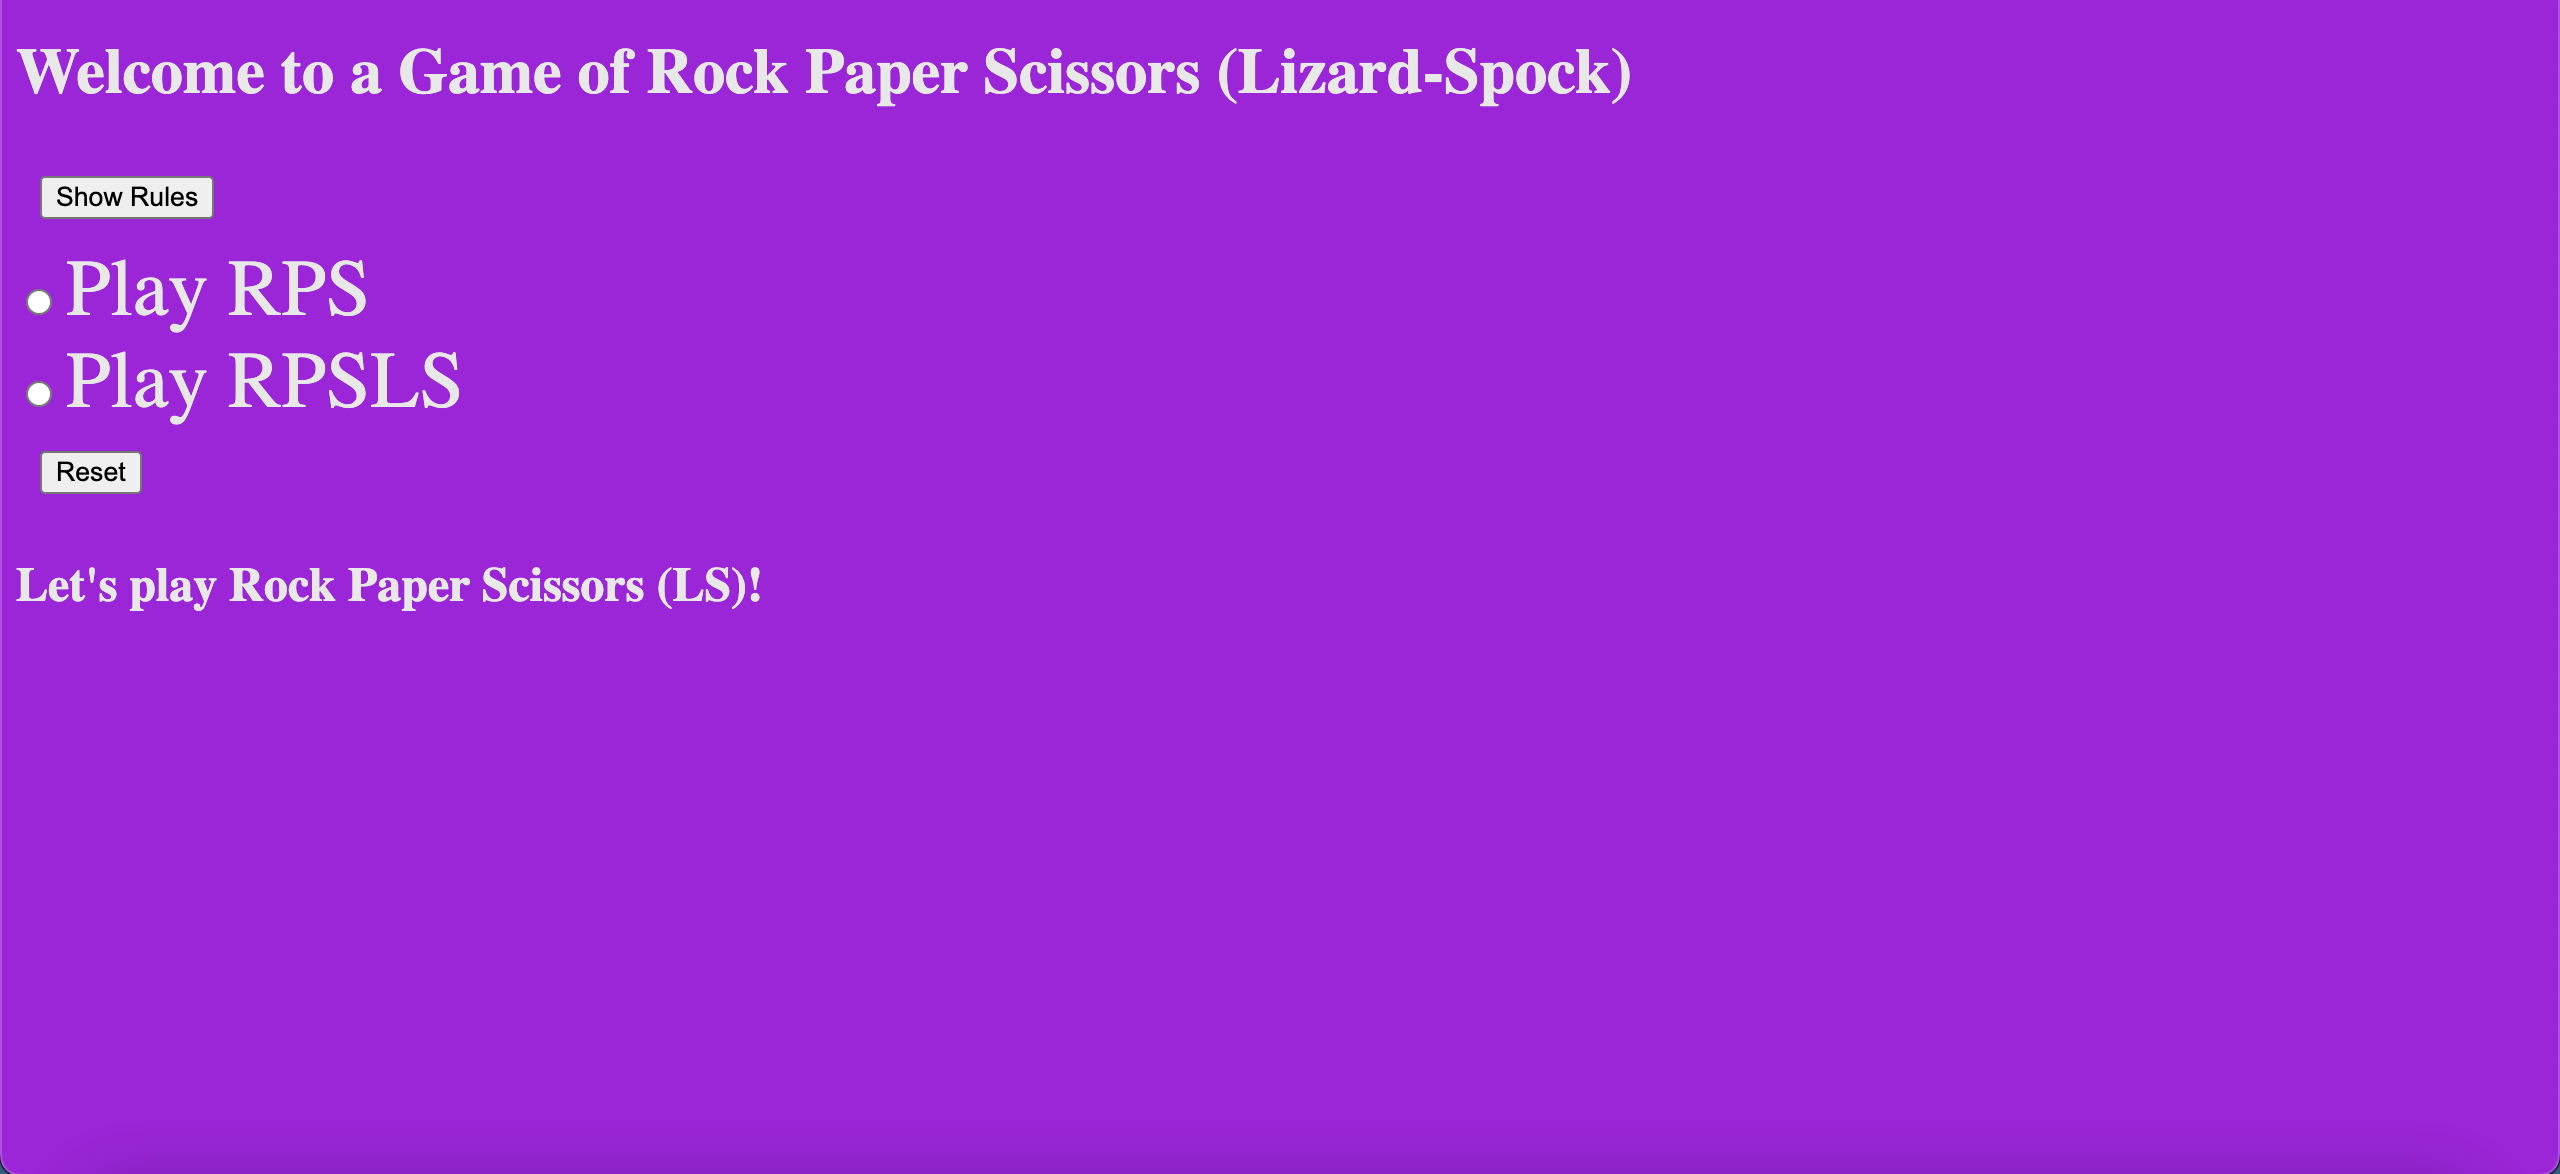 Welcome to a Game of Rock Paper Scissors (Lizard-Spock)
Show Rules
Play RPS
Play RPSLS
Reset
Let's play Rock Paper Scissors (LS)!